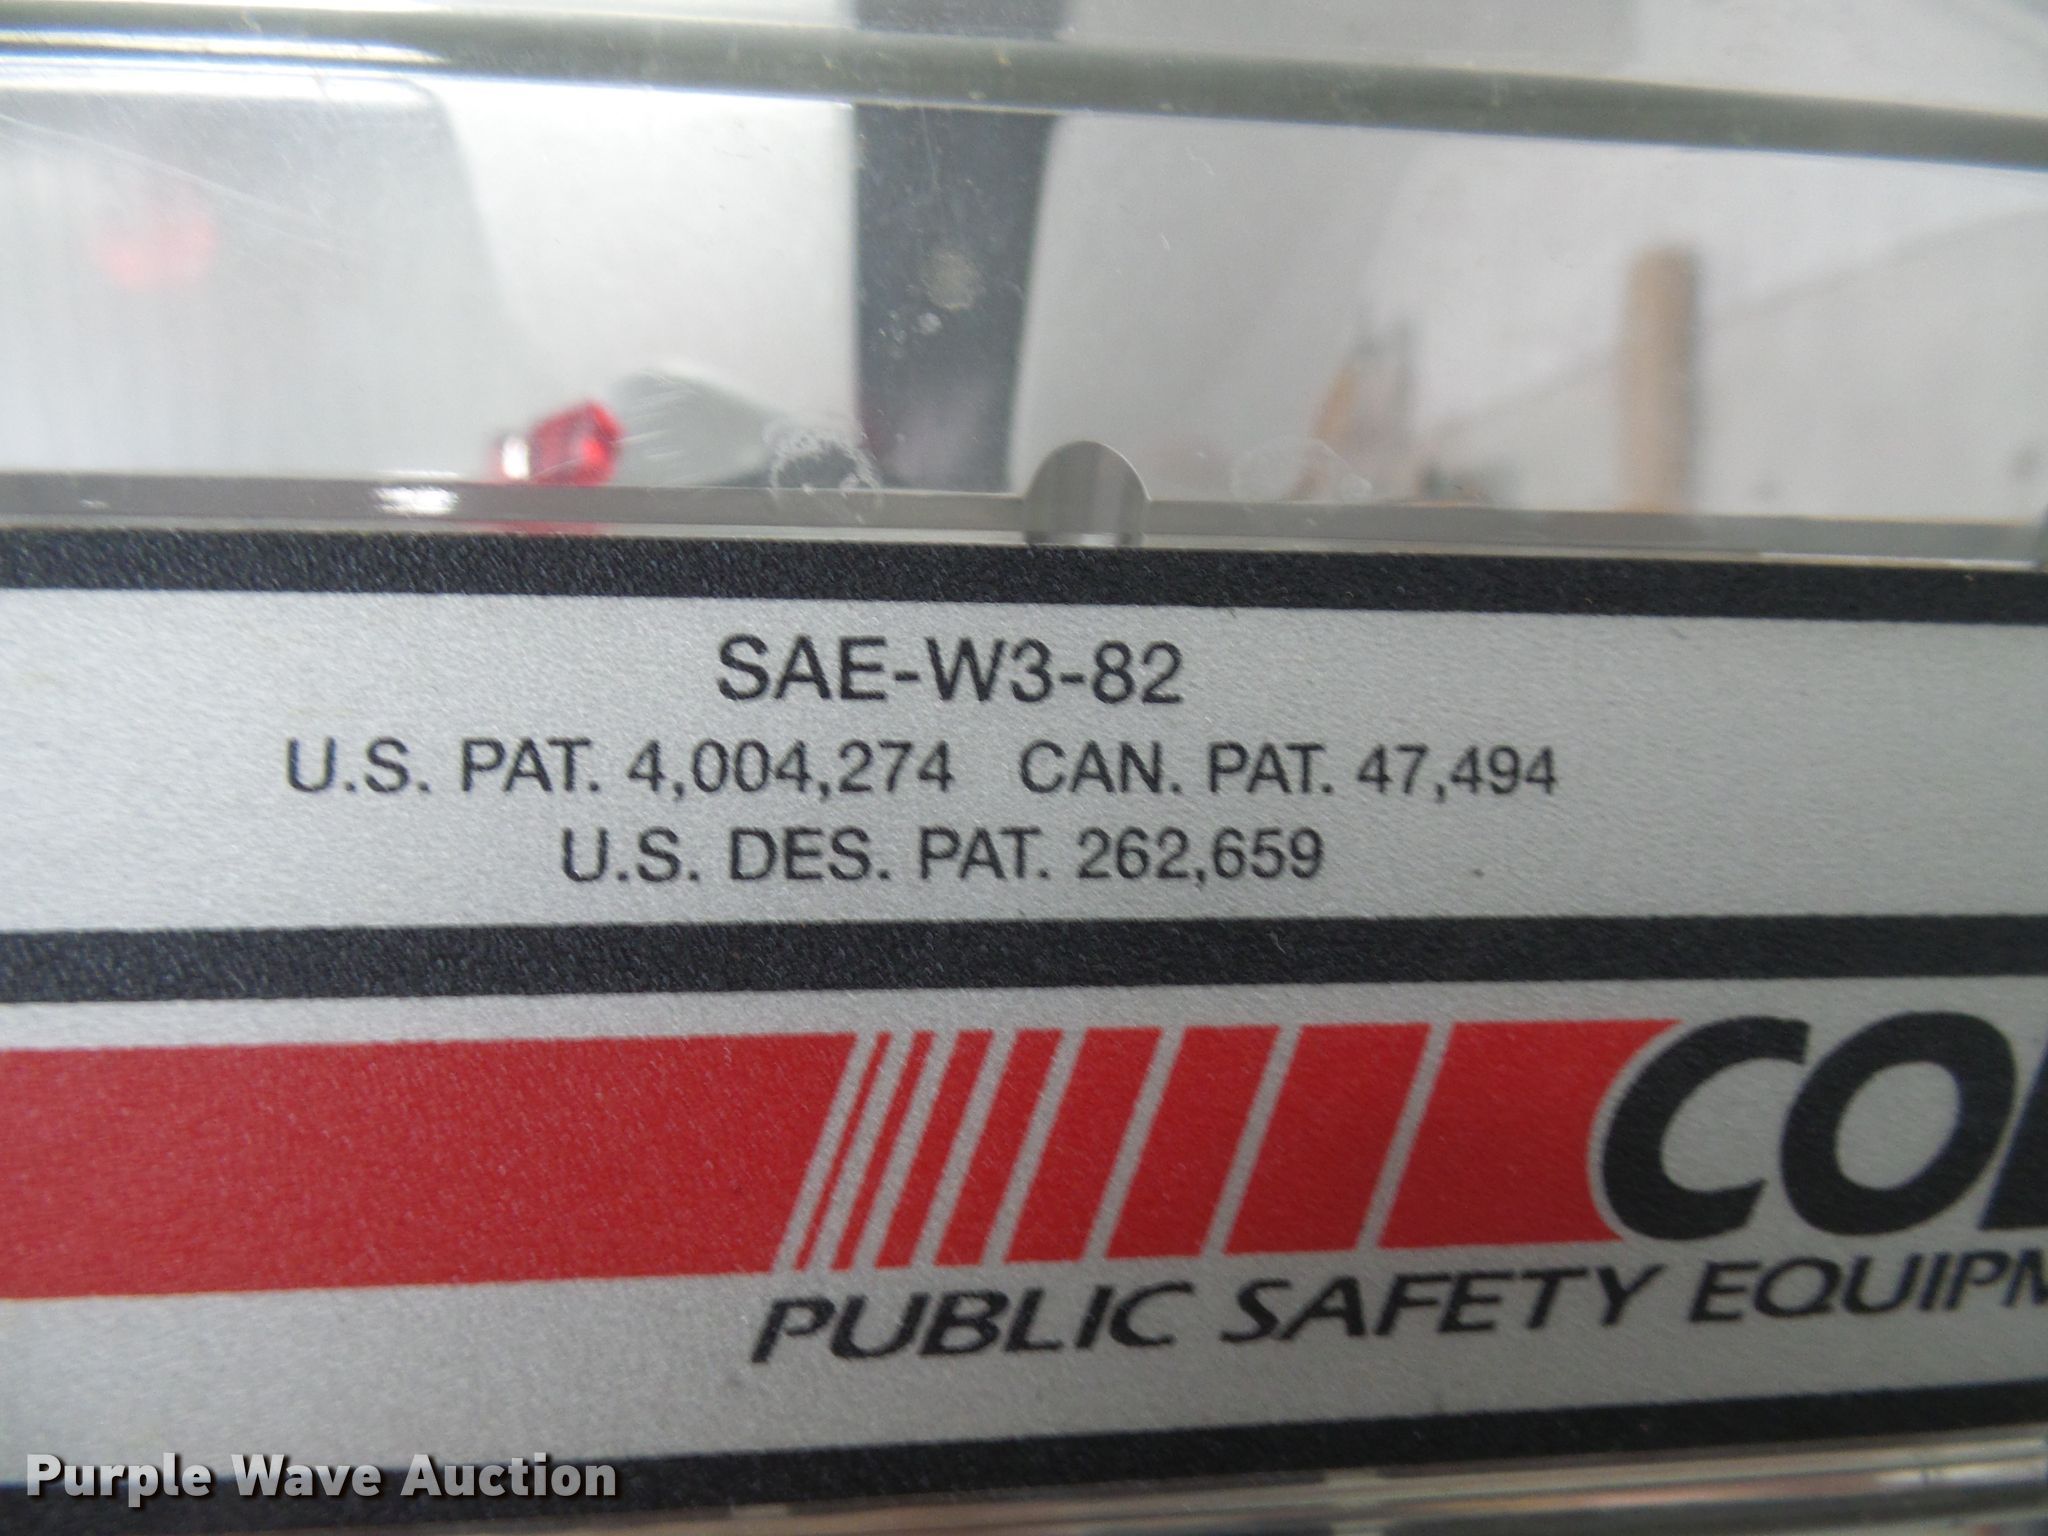 SAE-W3-82
U.S. PAT. 4,004,274 CAN. PAT. 47,494
U.S. DES. PAT. 262,659
PUBLIC SAFETY
Purple Wave Auction